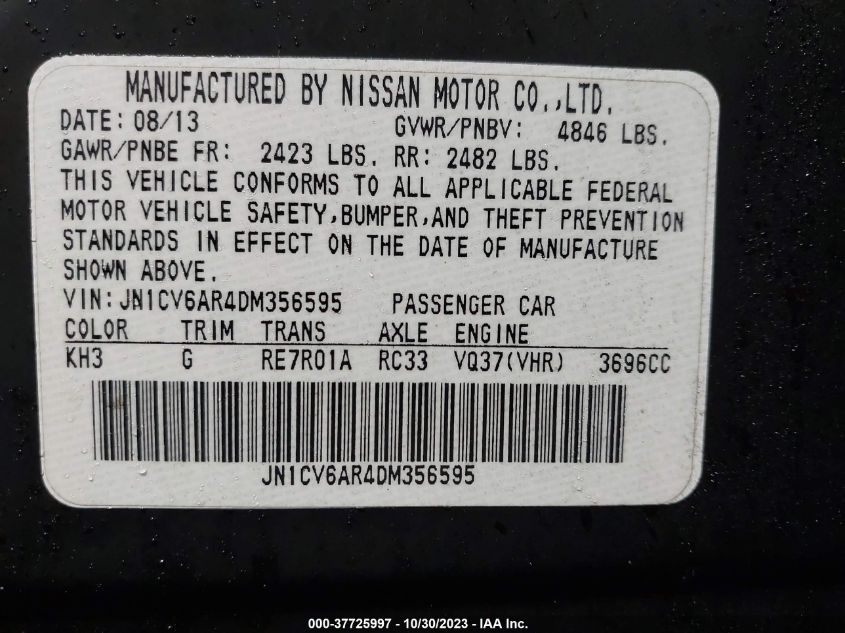 MANUFACTURED BY NISSAN MOTOR CO.,LTD.
DATE: 08/13 GVWR/PNBV: 4846 LBS.
GAWR/PNBE FR: 2423 LBS. RR: 2482 LBS.
THIS VEHICLE CONFORMS TO ALL APPLICABLE FEDERAL
MOTOR VEHICLE SAFETY,BUMPER,AND THEFT PREVENTION
STANDARDS IN EFFECT ON THE DATE OF MANUFACTURE
SHOWN ABOVE.
VIN:JN1CV6AR4DM356595 PASSENGER CAR
COLOR TRIM TRANS AXLE ENGINE
KH3 G RE7R01A RC33 VQ37(VHR) 3696CC
JN1CV6AR4DM356595
000-37725997 - 10/30/2023 - IAA Inc.